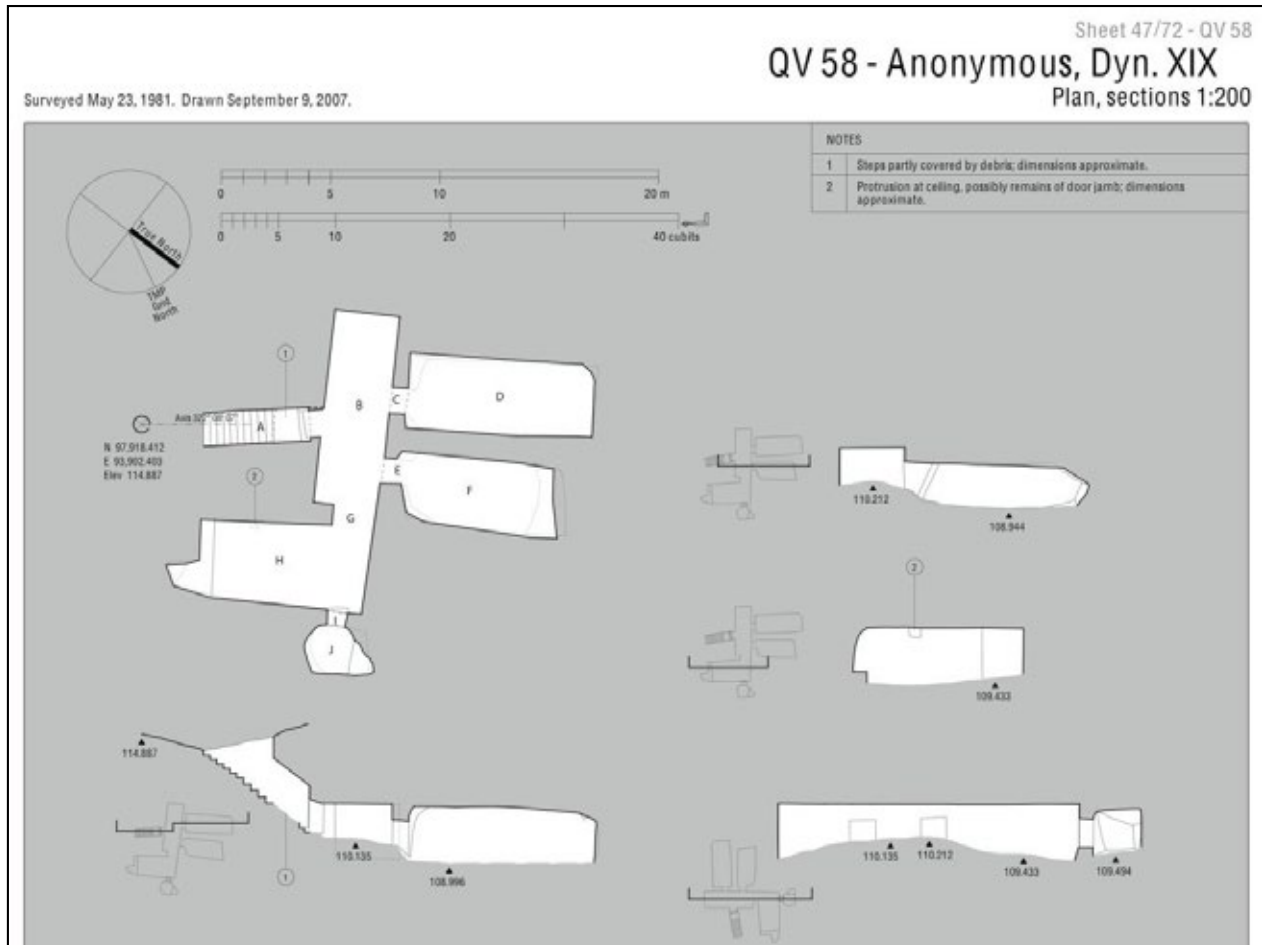 Sheet 47/72 - QV 58
QV 58 - Anonymous, Dyn. XIX
Surveyed May 23, 1981. Drawn September 9, 2007.
Plan, sections 1:200
NOTES
1 Steps partly covered by debris; dimensions approximate.
2 Protrusion at ceiling, possibly remains of door jamb; dimensions
approximate.
0 5 10 20 m
0 5 10 20 40 cubits
True North
TMP
Grid
North
1
A
B
C
D
Axis
N 97,918.412
E 93,902.403
Elev 114.887
2
E
F
G
H
I
J
110.212
108.944
2
109.433
114.887
110.135
108.996
1
110.135
110.212
109.433
109.494